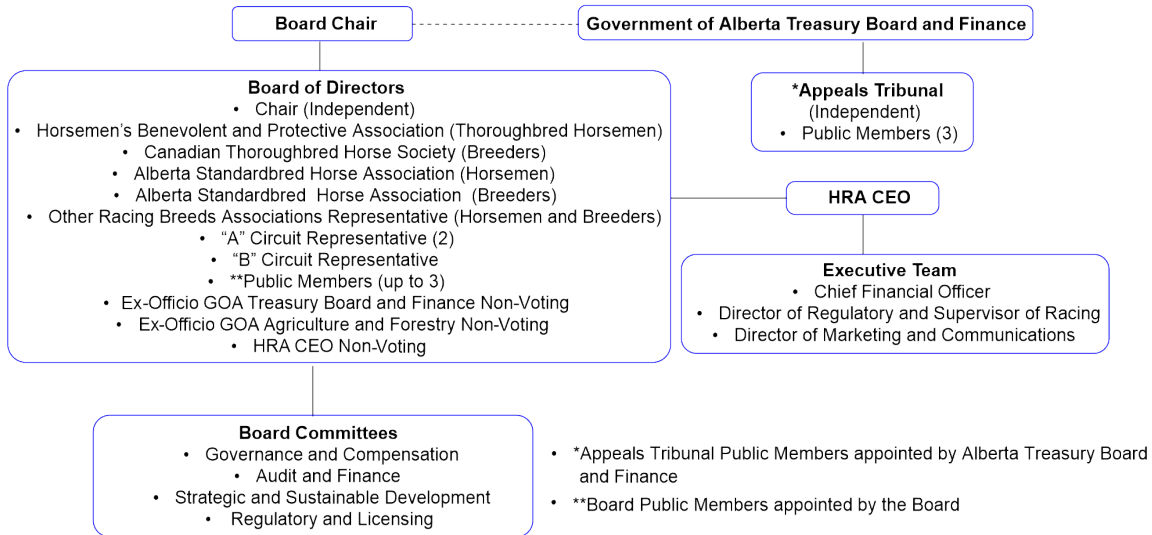 Board Chair
Government of Alberta Treasury Board and Finance
Board of Directors
• Chair (Independent)
• Horsemen's Benevolent and Protective Association (Thoroughbred Horsemen)
• Canadian Thoroughbred Horse Society (Breeders)
• Alberta Standardbred Horse Association (Horsemen)
• Alberta Standardbred Horse Association (Breeders)
• Other Racing Breeds Associations Representative (Horsemen and Breeders)
• “A” Circuit Representative (2)
• “B” Circuit Representative
• **Public Members (up to 3)
• Ex-Officio GOA Treasury Board and Finance Non-Voting
• Ex-Officio GOA Agriculture and Forestry Non-Voting
• HRA CEO Non-Voting
*Appeals Tribunal
(Independent)
• Public Members (3)
HRA CEO
Executive Team
• Chief Financial Officer
• Director of Regulatory and Supervisor of Racing
• Director of Marketing and Communications
Board Committees
• Governance and Compensation
• Audit and Finance
• Strategic and Sustainable Development
• Regulatory and Licensing
• *Appeals Tribunal Public Members appointed by Alberta Treasury Board
and Finance
• **Board Public Members appointed by the Board